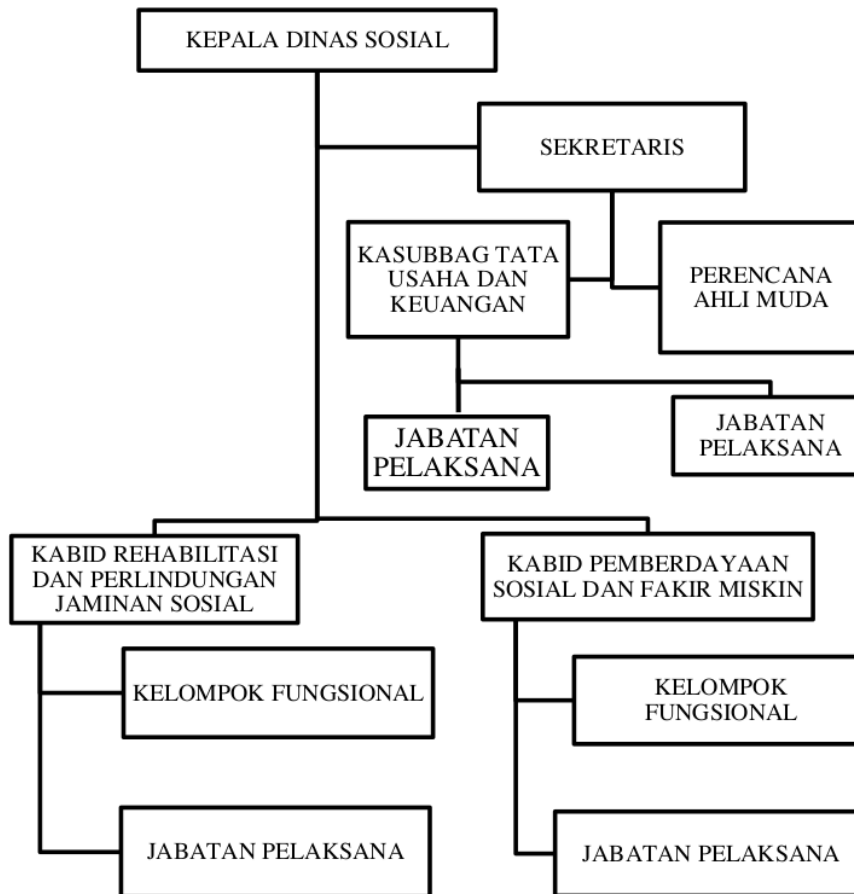 KEPALA DINAS SOSIAL
SEKRETARIS
KASUBBAG TATA
USAHA DAN
KEUANGAN
PERENCANA
AHLI MUDA
JABATAN
PELAKSANA
JABATAN
PELAKSANA
KABID REHABILITASI
DAN PERLINDUNGAN
JAMINAN SOSIAL
KABID PEMBERDAYAAN
SOSIAL DAN FAKIR MISKIN
KELOMPOK FUNGSIONAL
KELOMPOK
FUNGSIONAL
JABATAN PELAKSANA
JABATAN PELAKSANA